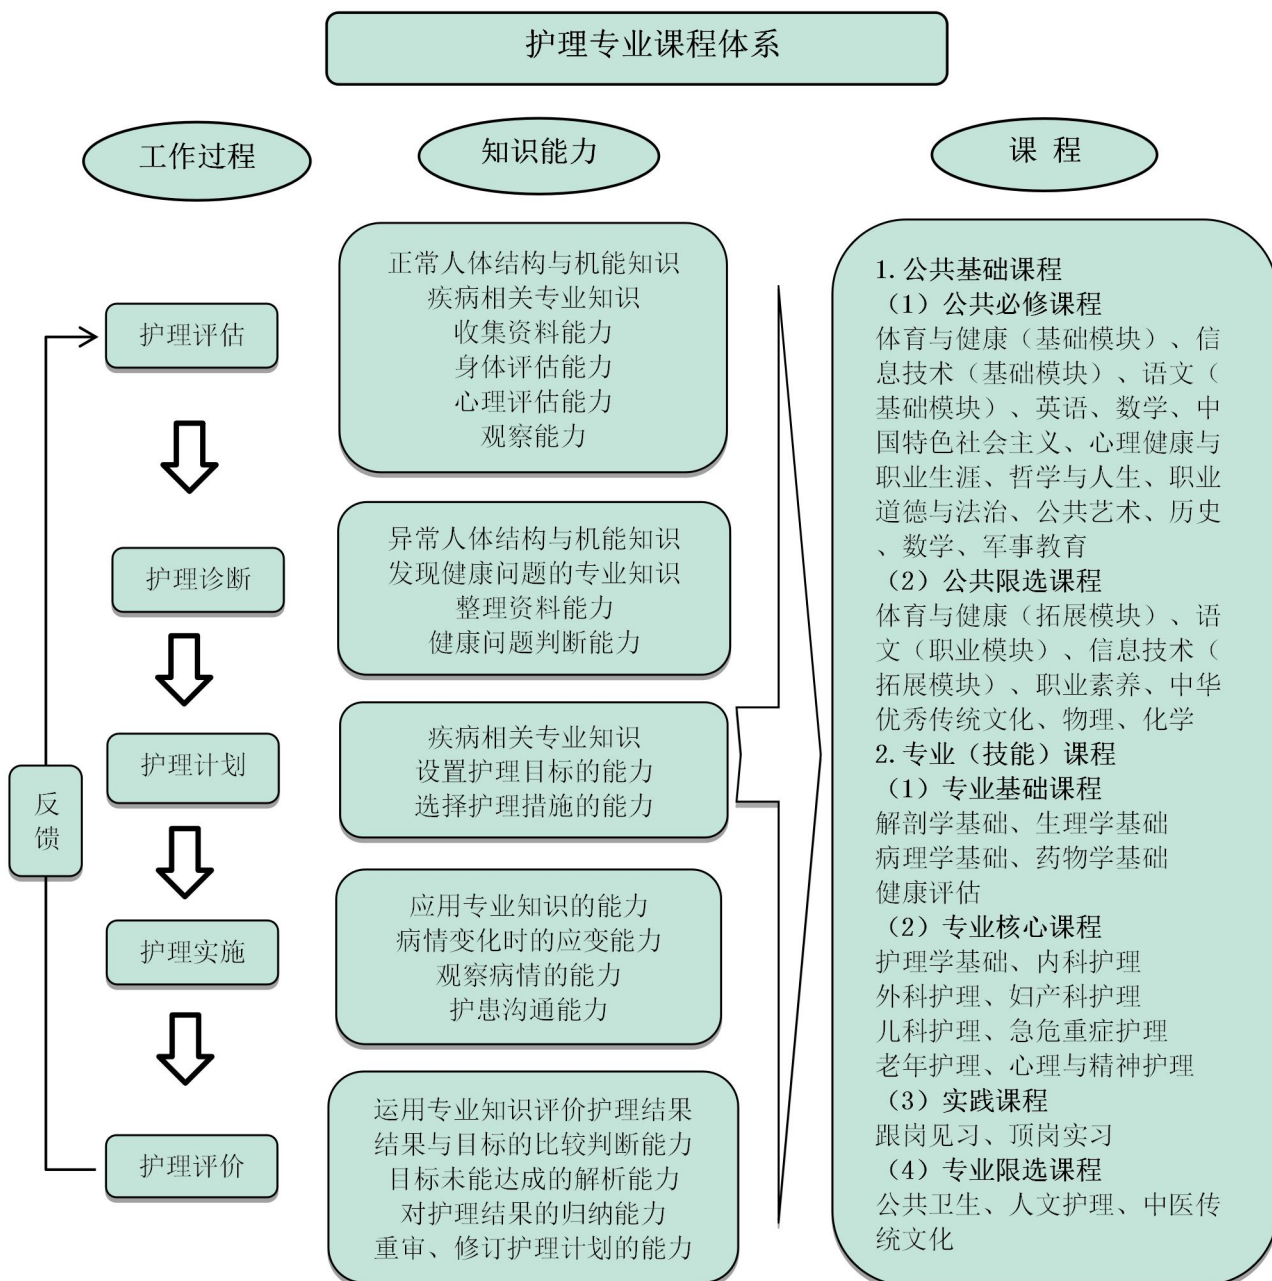 护理专业课程体系
工作过程
知识能力
课 程
护理评估
护理诊断
护理计划
护理实施
护理评价
反
馈
正常人体结构与机能知识
疾病相关专业知识
收集资料能力
身体评估能力
心理评估能力
观察能力
异常人体结构与机能知识
发现健康问题的专业知识
整理资料能力
健康问题判断能力
疾病相关专业知识
设置护理目标的能力
选择护理措施的能力
应用专业知识的能力
病情变化时的应变能力
观察病情的能力
护患沟通能力
运用专业知识评价护理结果
结果与目标的比较判断能力
目标未能达成的解析能力
对护理结果的归纳能力
重审、修订护理计划的能力
1. 公共基础课程
（1）公共必修课程
体育与健康（基础模块）、信
息技术（基础模块）、语文（
基础模块）、英语、数学、中
国特色社会主义、心理健康与
职业生涯、哲学与人生、职业
道德与法治、公共艺术、历史
、数学、军事教育
（2）公共限选课程
体育与健康（拓展模块）、语
文（职业模块）、信息技术（
拓展模块）、职业素养、中华
优秀传统文化、物理、化学
2. 专业（技能）课程
（1）专业基础课程
解剖学基础、生理学基础
病理学基础、药物学基础
健康评估
（2）专业核心课程
护理学基础、内科护理
外科护理、妇产科护理
儿科护理、急危重症护理
老年护理、心理与精神护理
（3）实践课程
跟岗见习、顶岗实习
（4）专业限选课程
公共卫生、人文护理、中医传
统文化